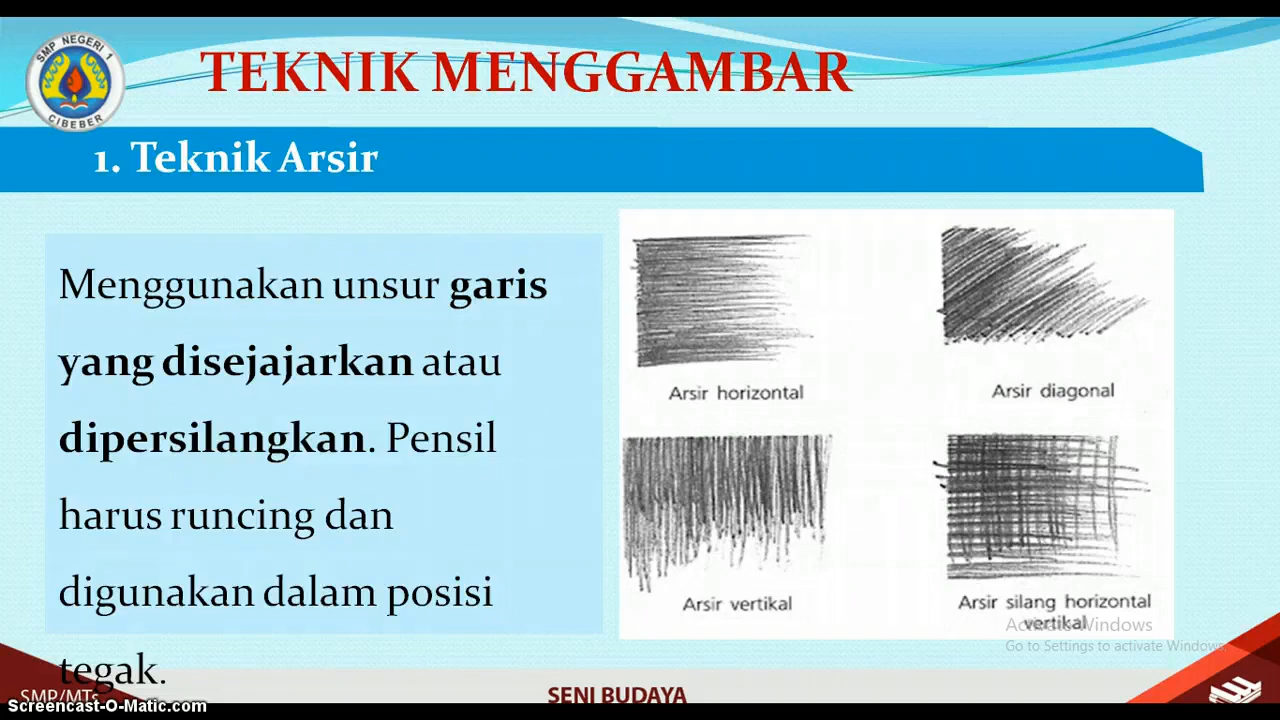 SMP NEGERI 1
CIBEBER
TEKNIK MENGGAMBAR
1. Teknik Arsir
Menggunakan unsur garis
yang disejajarkan atau
dipersilangkan. Pensil
harus runcing dan
digunakan dalam posisi
tegak.
Arsir horizontal
Arsir diagonal
Arsir vertikal
Arsir silang horizontal
vertikal
Activate Windows
Go to Settings to activate Windows.
SMP/MTs
SENI BUDAYA
Screencast-O-Matic.com